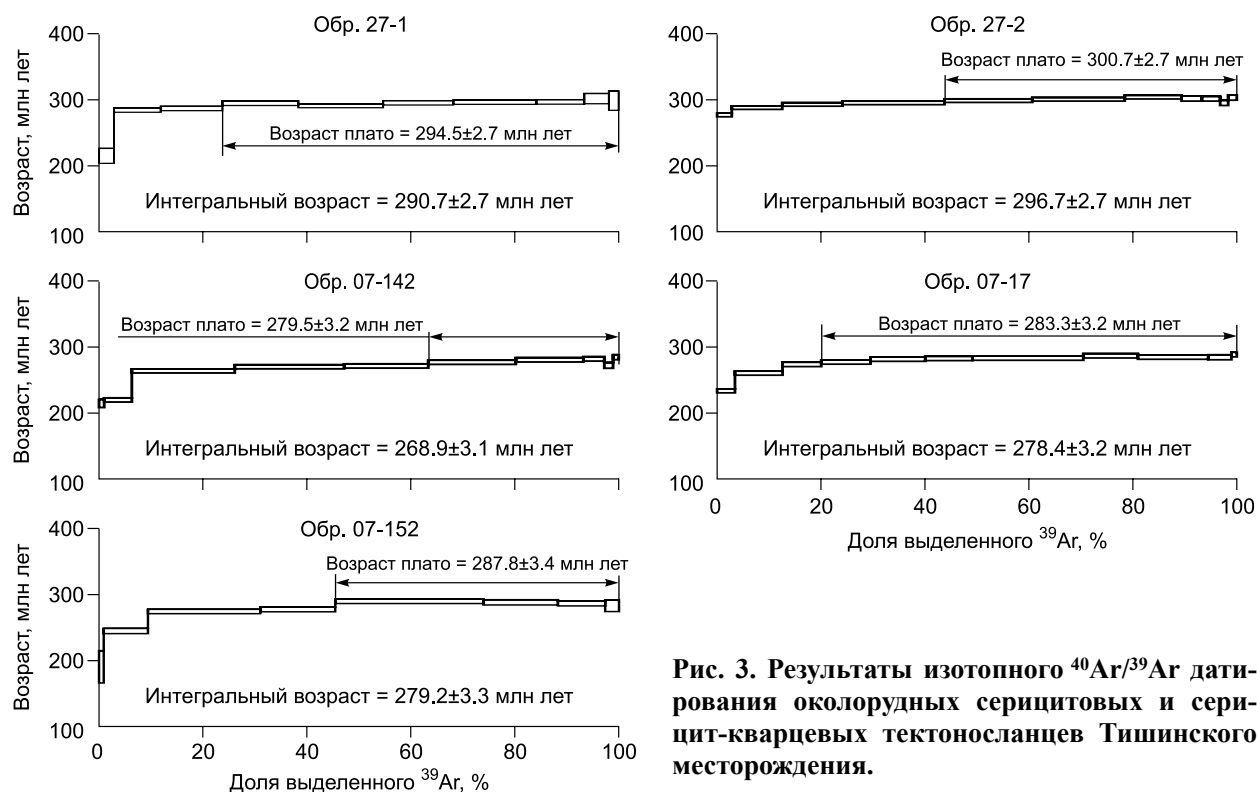 Обр. 27-1
Возраст, млн лет
400
300
200
100
Возраст плато = 294.5±2.7 млн лет
Интегральный возраст = 290.7±2.7 млн лет
Обр. 27-2
400
300
200
100
Возраст плато = 300.7±2.7 млн лет
Интегральный возраст = 296.7±2.7 млн лет
Обр. 07-142
Возраст, млн лет
400
300
200
100
Возраст плато = 279.5±3.2 млн лет
Интегральный возраст = 268.9±3.1 млн лет
Обр. 07-17
400
300
200
100
Возраст плато = 283.3±3.2 млн лет
Интегральный возраст = 278.4±3.2 млн лет
0 20 40 60 80 100
Доля выделенного ³⁹Ar, %
Обр. 07-152
Возраст, млн лет
400
300
200
100
Возраст плато = 287.8±3.4 млн лет
Интегральный возраст = 279.2±3.3 млн лет
0 20 40 60 80 100
Доля выделенного ³⁹Ar, %
Рис. 3. Результаты изотопного ⁴⁰Ar/³⁹Ar дати-
рования околорудных серицитовых и сери-
цит-кварцевых тектоносланцев Тишинского
месторождения.